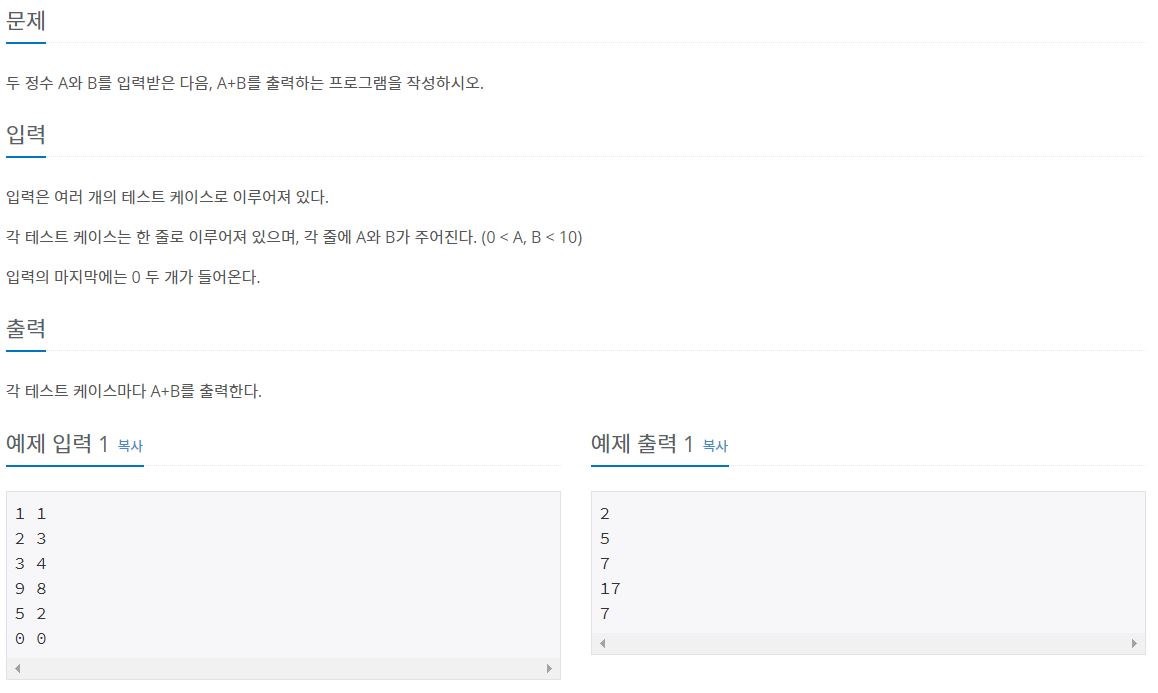 문제
두 정수 A와 B를 입력받은 다음, A+B를 출력하는 프로그램을 작성하시오.
입력
입력은 여러 개의 테스트 케이스로 이루어져 있다.
각 테스트 케이스는 한 줄로 이루어져 있으며, 각 줄에 A와 B가 주어진다. (0 < A, B < 10)
입력의 마지막에는 0 두 개가 들어온다.
출력
각 테스트 케이스마다 A+B를 출력한다.
예제 입력 1 복사
1 1
2 3
3 4
9 8
5 2
0 0
예제 출력 1 복사
2
5
7
17
7